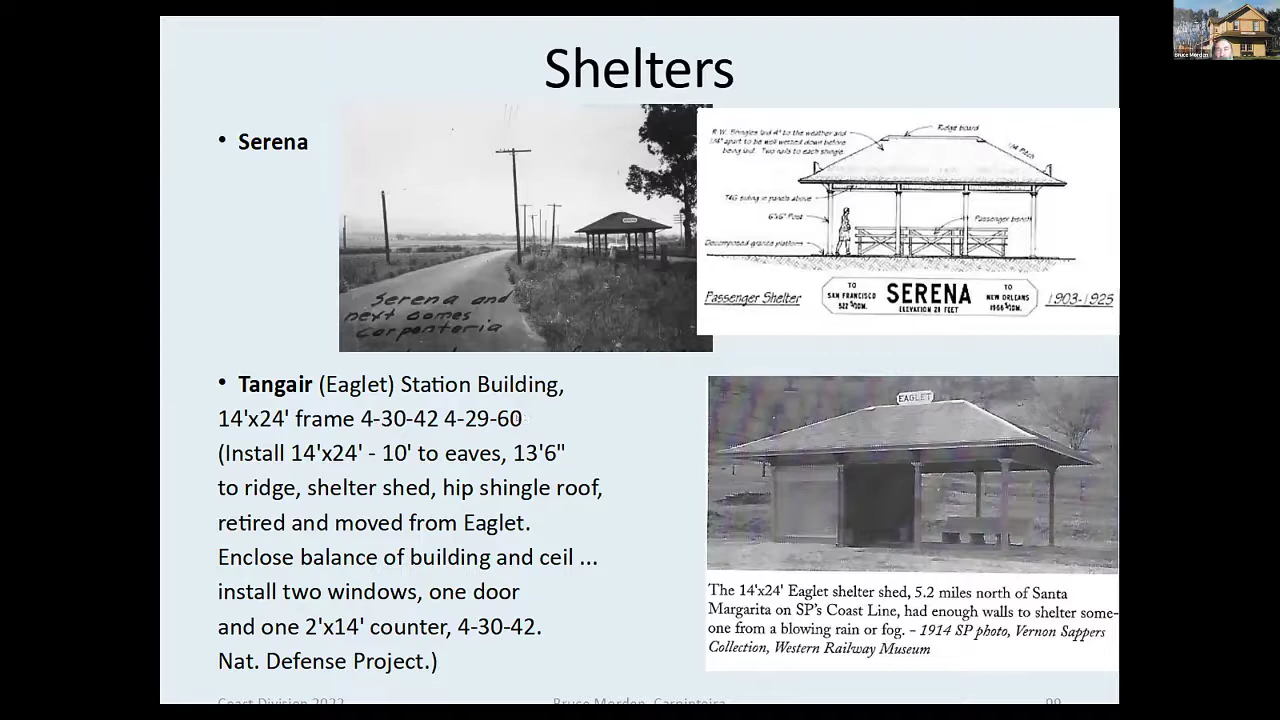 Shelters
• Serena
Serena and
next comes
Carpenteria
R.W. Shingles laid 4" to the weather and
1/4" apart to be well wetted down before
being laid. Two nails to each shingle.
Ridge board
1/4 Pitch
T&G siding in panels above
6"x6" Post
Passenger bench
Decomposed granite platform
Passenger Shelter
TO
SAN FRANCISCO
SERENA
ELEVATION 21 FEET
TO
NEW ORLEANS
1903-1925
• Tangair (Eaglet) Station Building,
14'x24' frame 4-30-42 4-29-60
(Install 14'x24' - 10' to eaves, 13'6"
to ridge, shelter shed, hip shingle roof,
retired and moved from Eaglet.
Enclose balance of building and ceil ...
install two windows, one door
and one 2'x14' counter, 4-30-42.
Nat. Defense Project.)
EAGLET
The 14'x24' Eaglet shelter shed, 5.2 miles north of Santa
Margarita on SP's Coast Line, had enough walls to shelter some-
one from a blowing rain or fog. - 1914 SP photo, Vernon Sappers
Collection, Western Railway Museum
Coast Division 2022
Bruce Morden, Carpinteira
Bruce Morden